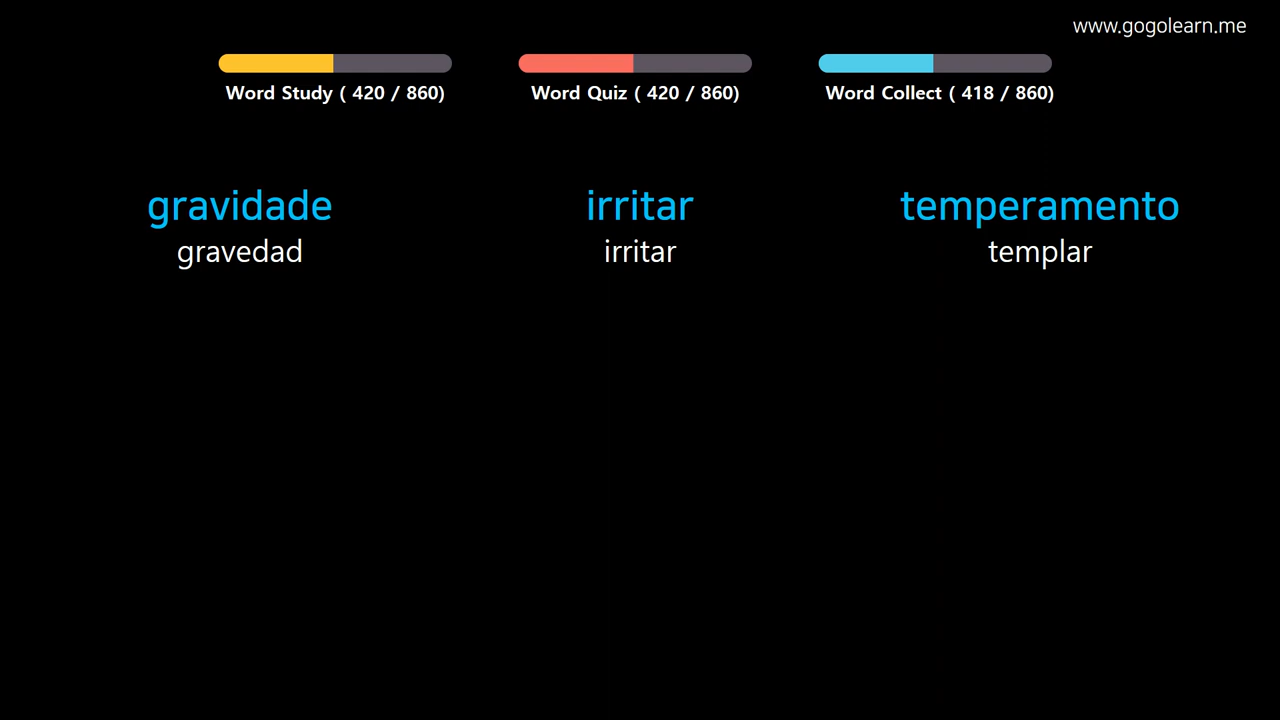 www.gogolearn.me
Word Study ( 420 / 860)
Word Quiz ( 420 / 860)
Word Collect ( 418 / 860)
gravidade
irritar
temperamento
gravedad
irritar
templar